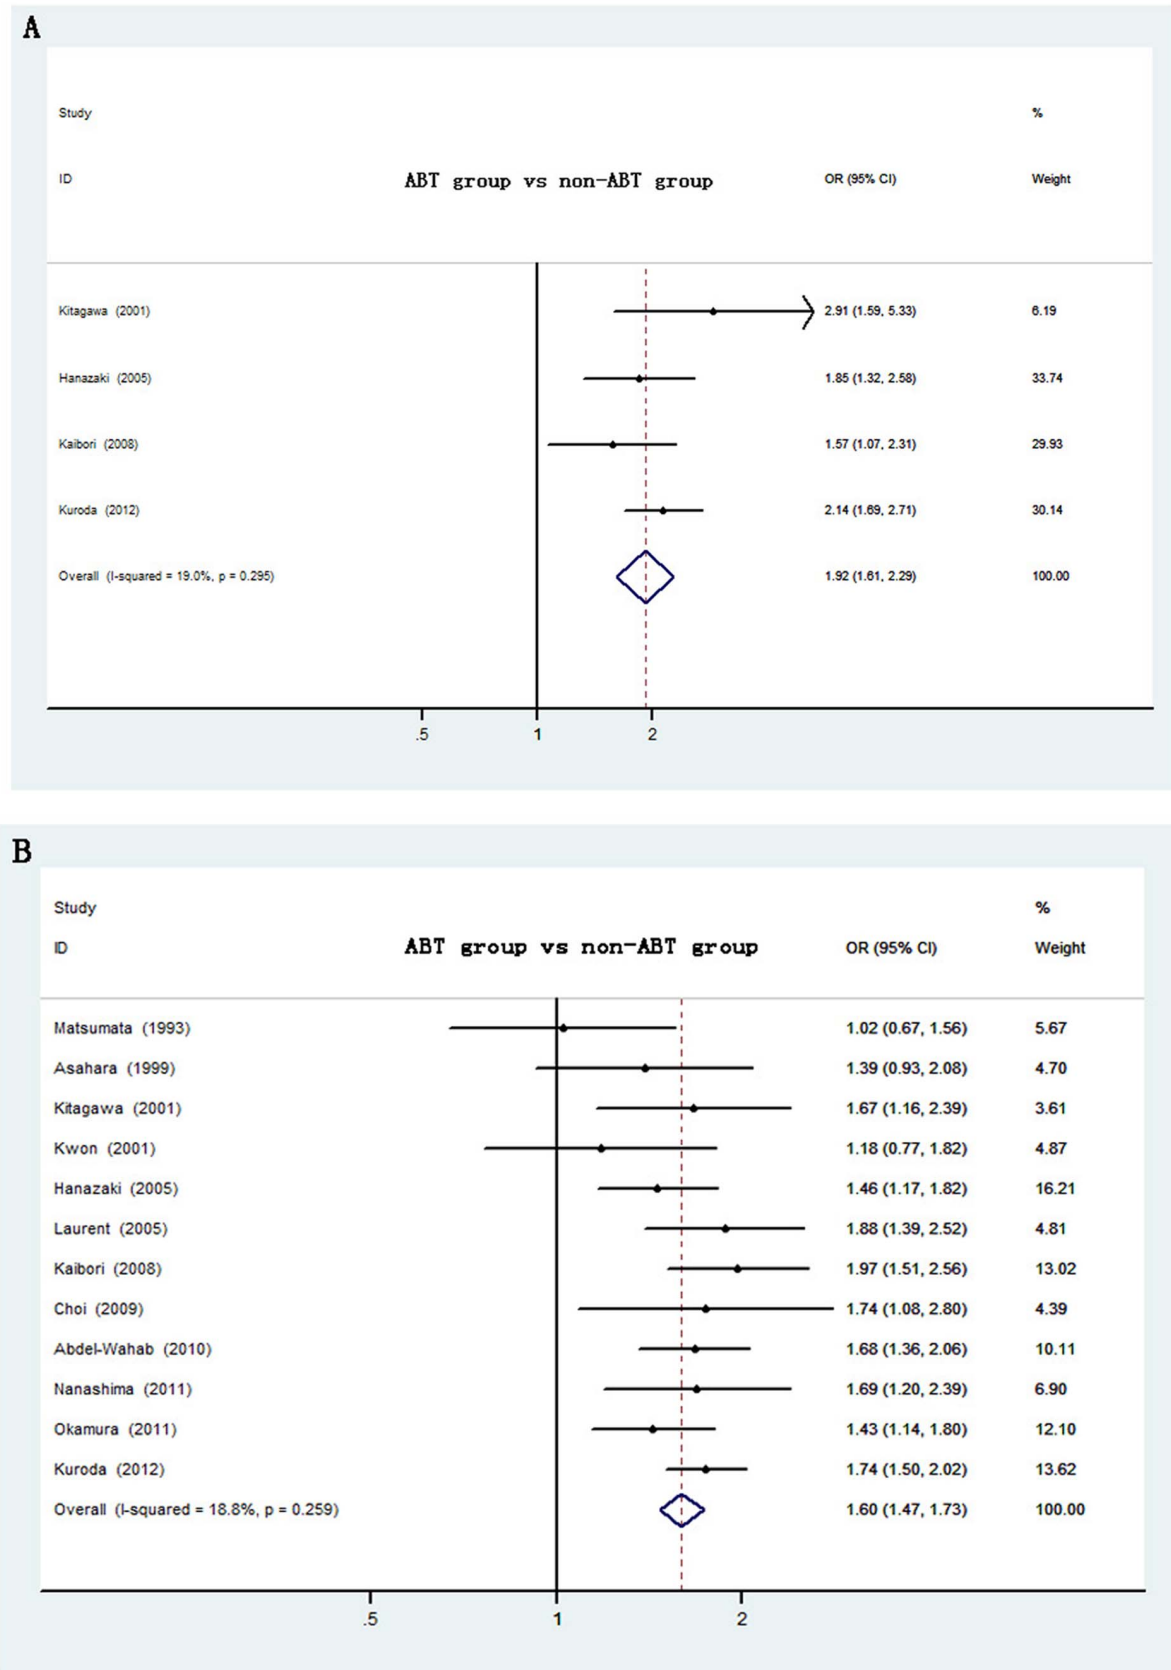 A
Study %
ID ABT group vs non-ABT group OR (95% CI) Weight
Kitagawa (2001) 2.91 (1.59, 5.33) 6.19
Hanazaki (2005) 1.85 (1.32, 2.58) 33.74
Kaibori (2008) 1.57 (1.07, 2.31) 29.93
Kuroda (2012) 2.14 (1.69, 2.71) 30.14
Overall (I-squared = 19.0%, p = 0.295) 1.92 (1.61, 2.29) 100.00
.5 1 2
B
Study %
ID ABT group vs non-ABT group OR (95% CI) Weight
Matsumata (1993) 1.02 (0.67, 1.56) 5.67
Asahara (1999) 1.39 (0.93, 2.08) 4.70
Kitagawa (2001) 1.67 (1.16, 2.39) 3.61
Kwon (2001) 1.18 (0.77, 1.82) 4.87
Hanazaki (2005) 1.46 (1.17, 1.82) 16.21
Laurent (2005) 1.88 (1.39, 2.52) 4.81
Kaibori (2008) 1.97 (1.51, 2.56) 13.02
Choi (2009) 1.74 (1.08, 2.80) 4.39
Abdel-Wahab (2010) 1.68 (1.36, 2.06) 10.11
Nanashima (2011) 1.69 (1.20, 2.39) 6.90
Okamura (2011) 1.43 (1.14, 1.80) 12.10
Kuroda (2012) 1.74 (1.50, 2.02) 13.62
Overall (I-squared = 18.8%, p = 0.259) 1.60 (1.47, 1.73) 100.00
.5 1 2